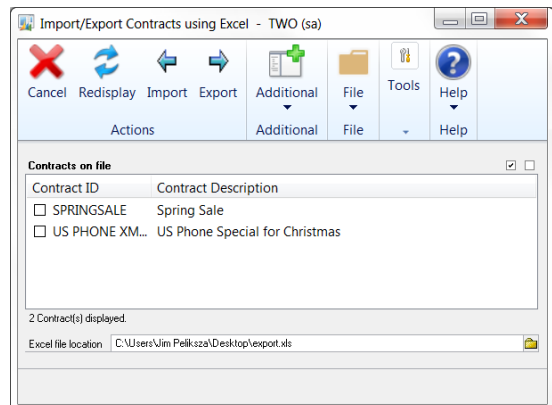 Import/Export Contracts using Excel - TWO (sa)
Cancel Redisplay Import Export Additional File Tools Help
Actions Additional File Help
Contracts on file
Contract ID Contract Description
SPRINGSALE Spring Sale
US PHONE XM... US Phone Special for Christmas
2 Contract(s) displayed.
Excel file location C:\Users\Jim Peliksza\Desktop\export.xls